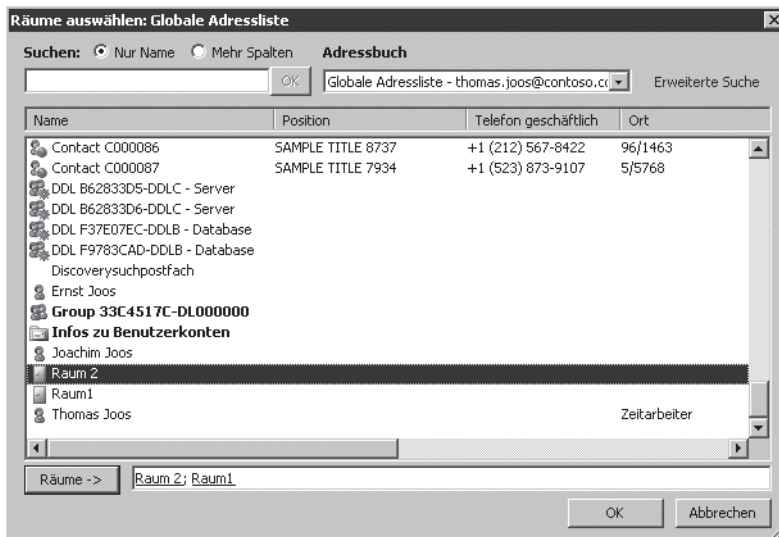 Räume auswählen: Globale Adressliste
Suchen: Nur Name Mehr Spalten Adressbuch
OK Globale Adressliste - thomas.joos@contoso.cc Erweiterte Suche
Name Position Telefon geschäftlich Ort
Contact C000086 SAMPLE TITLE 8737 +1 (212) 567-8422 96/1463
Contact C000087 SAMPLE TITLE 7934 +1 (523) 873-9107 5/5768
DDL B62833D5-DDLC - Server
DDL B62833D6-DDLC - Server
DDL F37E07EC-DDLB - Database
DDL F9783CAD-DDLB - Database
Discoverysuchpostfach
Ernst Joos
Group 33C4517C-DL000000
Infos zu Benutzerkonten
Joachim Joos
Raum 2
Raum1
Thomas Joos Zeitarbeiter
Räume -> Raum 2; Raum1
OK Abbrechen